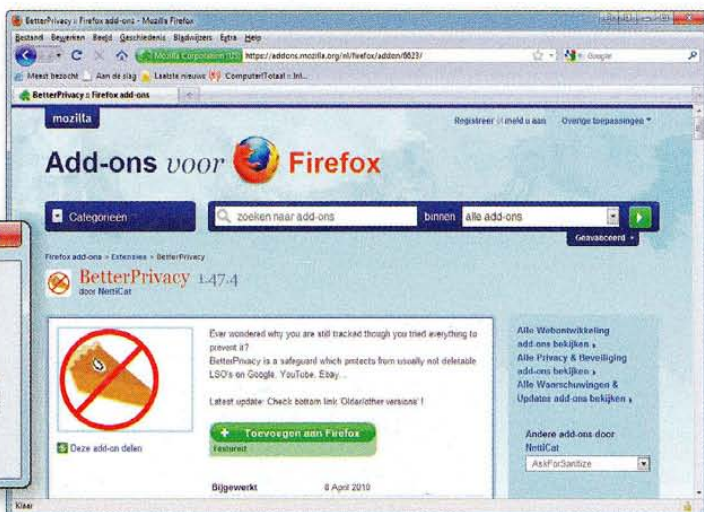 BetterPrivacy :: Firefox add-ons - Mozilla Firefox
Bestand Bewerken Beeld Geschiedenis Bladwijzers Extra Help
Mozilla Corporation (US) https://addons.mozilla.org/nl/firefox/addon/6623/
Google
Meest bezocht Aan de slag Laatste nieuws Computer!Totaal :: Inl...
BetterPrivacy :: Firefox add-ons
mozilla
Registreer of meld u aan Overige toepassingen
Add-ons voor Firefox
Categorieën zoeken naar add-ons binnen alle add-ons
Geavanceerd
Firefox add-ons » Extensies » BetterPrivacy
BetterPrivacy 1.47.4
door NettiCat
Ever wondered why you are still tracked though you tried everything to
prevent it?
BetterPrivacy is a safeguard which protects from usually not deletable
LSO's on Google, YouTube, Ebay...
Latest update: Check bottom link 'Older/other versions' !
Toevoegen aan Firefox
Featured
Deze add-on delen
Bijgewerkt 8 April 2010
Alle Webontwikkeling
add-ons bekijken
Alle Privacy & Beveiliging
add-ons bekijken
Alle Waarschuwingen &
Updates add-ons bekijken
Andere add-ons door
NettiCat
AskForSanitize
Klaar